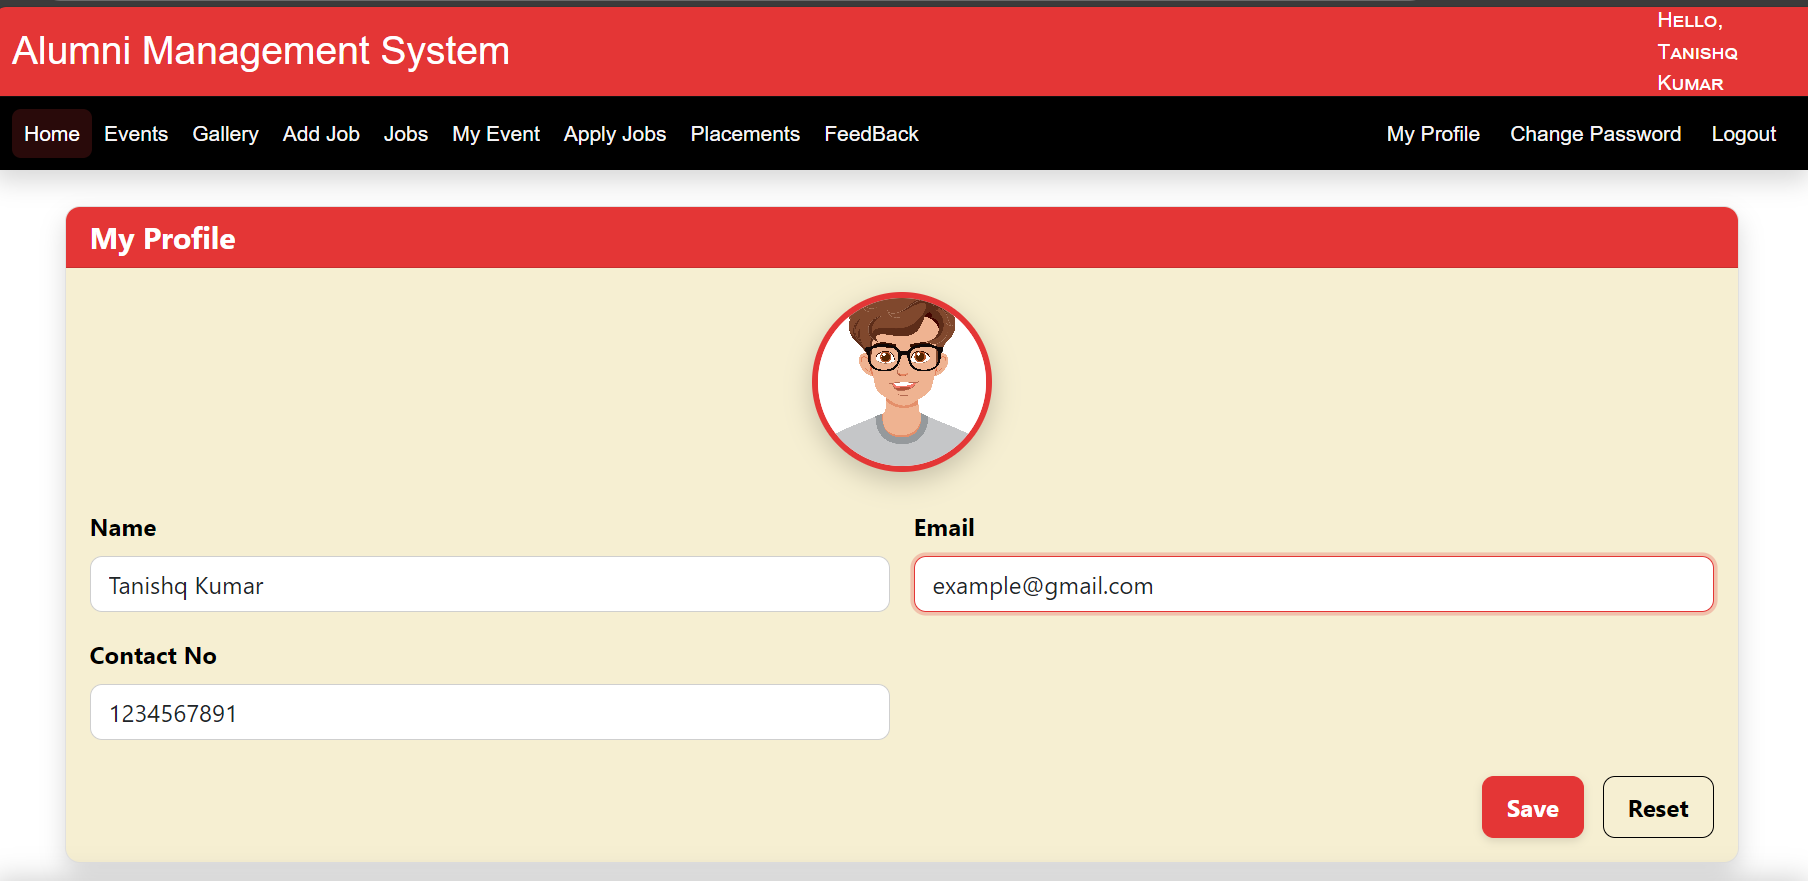 Alumni Management System
Hello,
Tanishq
Kumar
Home Events Gallery Add Job Jobs My Event Apply Jobs Placements FeedBack My Profile Change Password Logout
My Profile
Name Email
Tanishq Kumar example@gmail.com
Contact No
1234567891
Save Reset